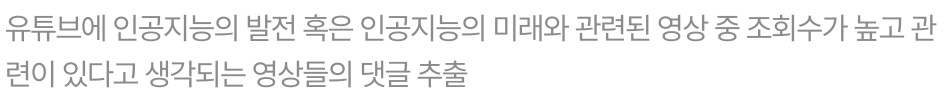 유튜브에 인공지능의 발전 혹은 인공지능의 미래와 관련된 영상 중 조회수가 높고 관
련이 있다고 생각되는 영상들의 댓글 추출